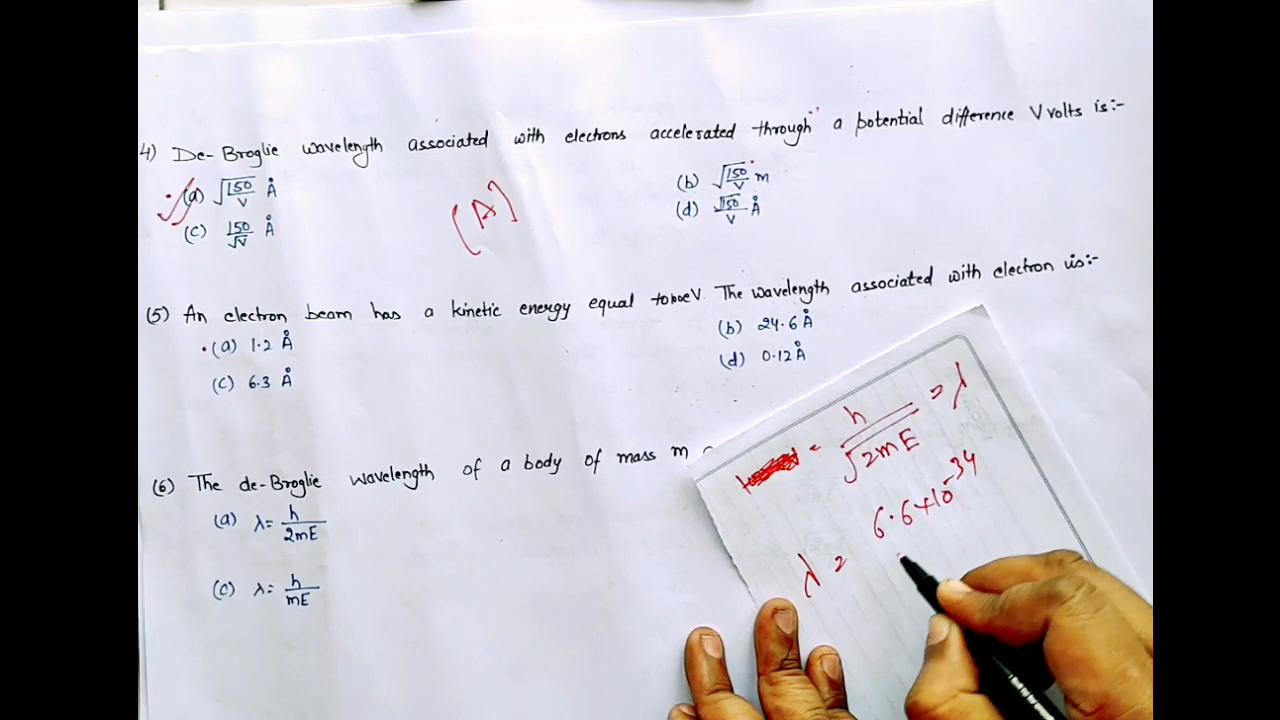 4) De-Broglie wavelength associated with electrons accelerated through a potential difference V volts is:-
(a) √(150/V) Å
(b) √(150/V) m
(c) 150/√V Å
(d) √150/V Å
(A)
(5) An electron beam has a kinetic energy equal to 100eV. The wavelength associated with electron is:-
(a) 1.2 Å
(b) 24.6 Å
(c) 6.3 Å
(d) 0.12 Å
(6) The de-Broglie wavelength of a body of mass m
(a) λ= h/2mE
(c) λ= h/mE
= h/√2mE = λ
λ = 6.6×10⁻³⁴